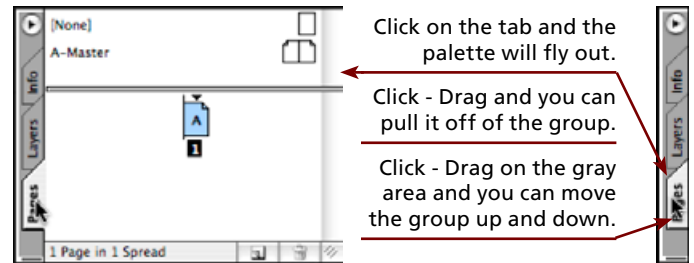 [None]
A-Master
Info
Layers
Pages
A
1
1 Page in 1 Spread
Click on the tab and the
palette will fly out.
Click - Drag and you can
pull it off of the group.
Click - Drag on the gray
area and you can move
the group up and down.
Info
Layers
Pages